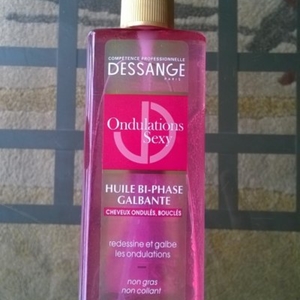 COMPÉTENCE PROFESSIONNELLE
DESSANGE
PARIS
Ondulations
Sexy
HUILE BI-PHASE
GALBANTE
CHEVEUX ONDULÉS, BOUCLÉS
redessine et galbe
les ondulations
non gras
non collant